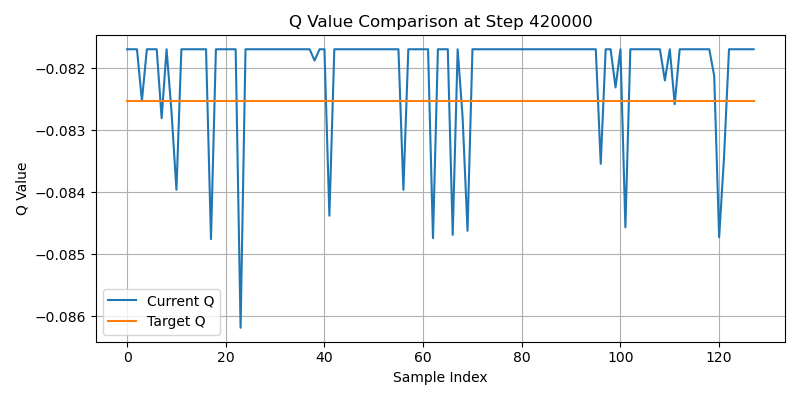 Q Value Comparison at Step 420000
Q Value
−0.082
−0.083
−0.084
−0.085
−0.086
Current Q
Target Q
0 20 40 60 80 100 120
Sample Index